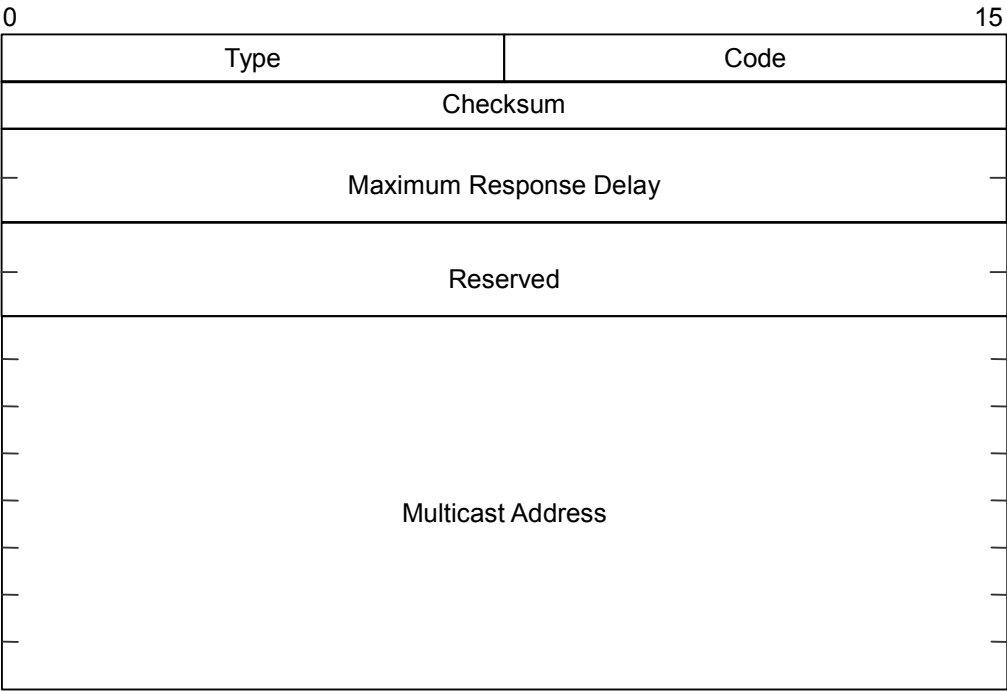 0 15
Type Code
Checksum
Maximum Response Delay
Reserved
Multicast Address